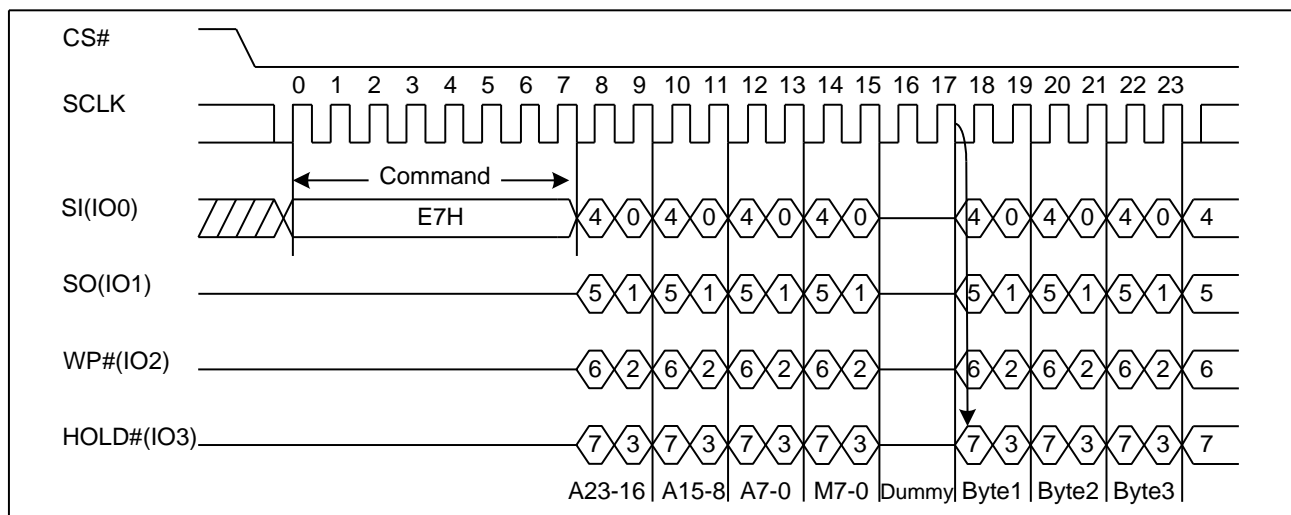 CS#
0 1 2 3 4 5 6 7 8 9 10 11 12 13 14 15 16 17 18 19 20 21 22 23
SCLK
Command
SI(IO0) E7H 4 0 4 0 4 0 4 0 4 0 4 0 4 0 4
SO(IO1) 5 1 5 1 5 1 5 1 5 1 5 1 5 1 5
WP#(IO2) 6 2 6 2 6 2 6 2 6 2 6 2 6 2 6
HOLD#(IO3) 7 3 7 3 7 3 7 3 7 3 7 3 7 3 7
A23-16 A15-8 A7-0 M7-0 Dummy Byte1 Byte2 Byte3